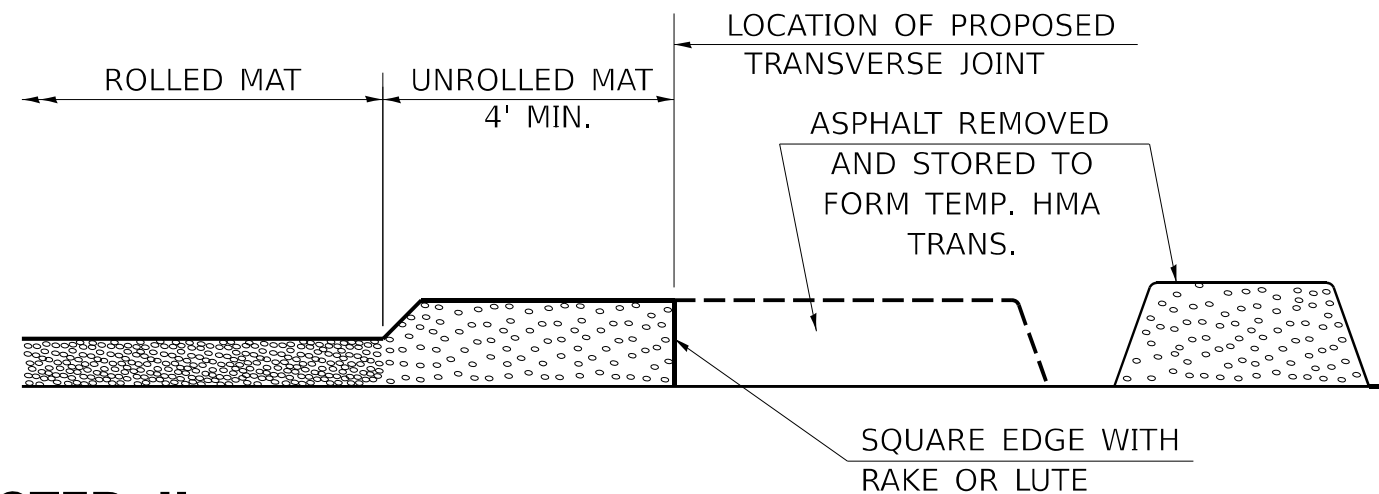 LOCATION OF PROPOSED
TRANSVERSE JOINT
ROLLED MAT
UNROLLED MAT
4' MIN.
ASPHALT REMOVED
AND STORED TO
FORM TEMP. HMA
TRANS.
SQUARE EDGE WITH
RAKE OR LUTE